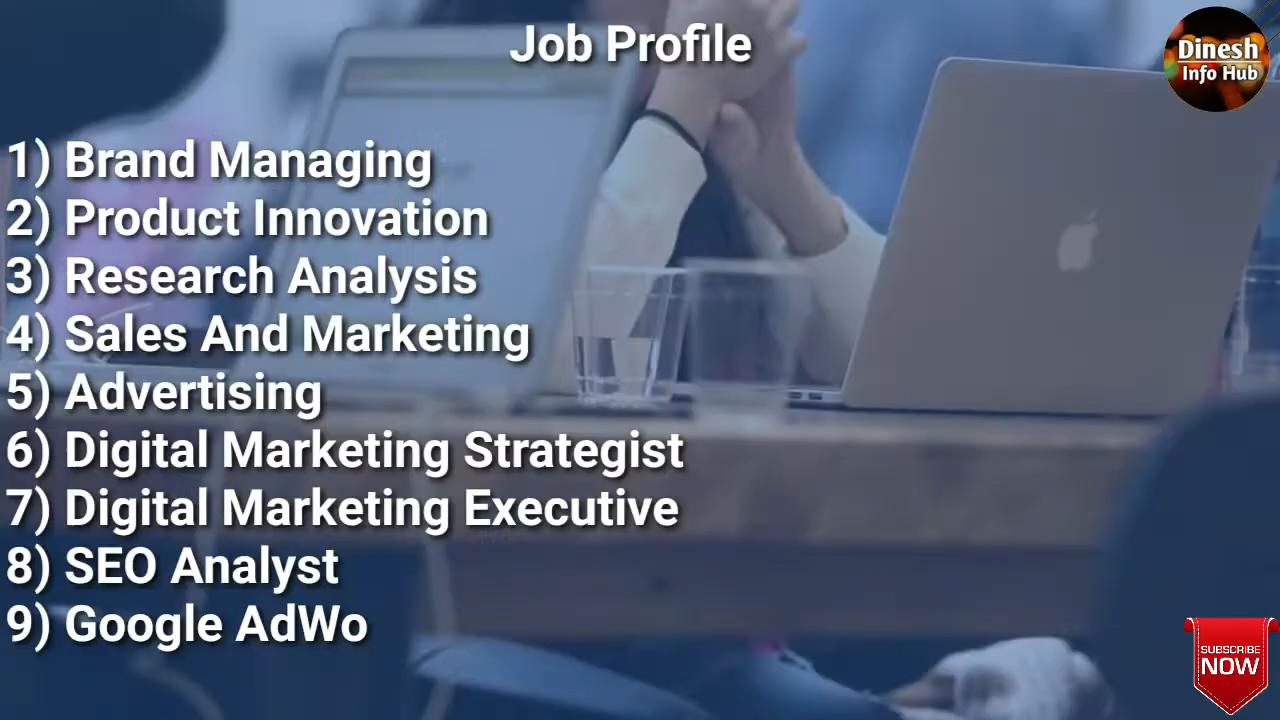 Job Profile
Dinesh
Info Hub
1) Brand Managing
2) Product Innovation
3) Research Analysis
4) Sales And Marketing
5) Advertising
6) Digital Marketing Strategist
7) Digital Marketing Executive
8) SEO Analyst
9) Google AdWo
SUBSCRIBE
NOW